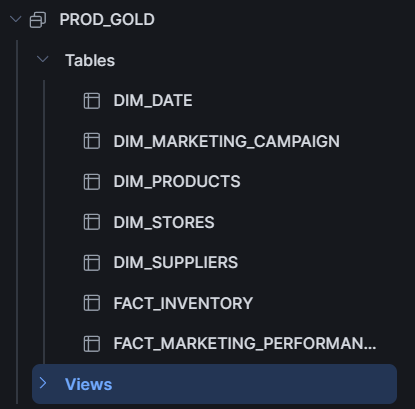 PROD_GOLD
Tables
DIM_DATE
DIM_MARKETING_CAMPAIGN
DIM_PRODUCTS
DIM_STORES
DIM_SUPPLIERS
FACT_INVENTORY
FACT_MARKETING_PERFORMAN...
Views